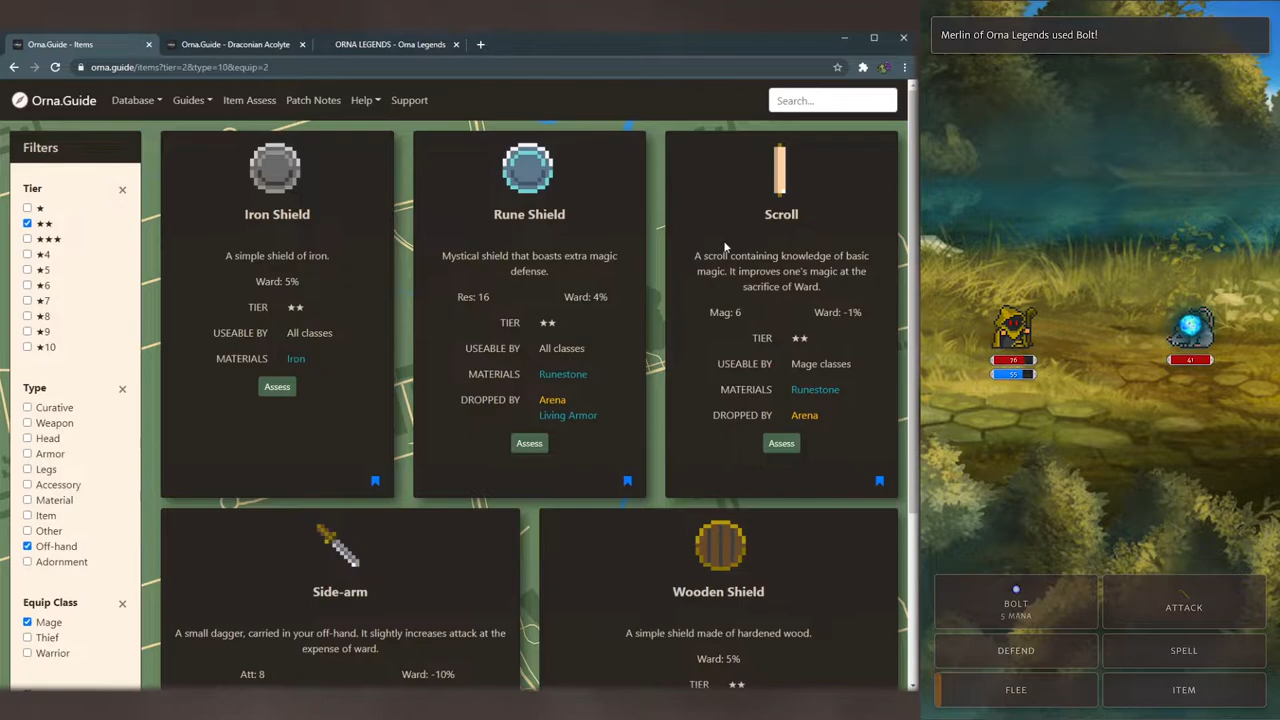 Orna.Guide - Items
Orna.Guide - Draconian Acolyte
ORNA LEGENDS - Orna Legends
orna.guide/items?tier=2&type=10&equip=2
Orna.Guide
Database
Guides
Item Assess
Patch Notes
Help
Support
Search...
Filters
Tier
★
★★
★★★
★4
★5
★6
★7
★8
★9
★10
Type
Curative
Weapon
Head
Armor
Legs
Accessory
Material
Item
Other
Off-hand
Adornment
Equip Class
Mage
Thief
Warrior
Iron Shield
A simple shield of iron.
Ward: 5%
TIER ★★
USEABLE BY All classes
MATERIALS Iron
Assess
Rune Shield
Mystical shield that boasts extra magic
defense.
Res: 16 Ward: 4%
TIER ★★
USEABLE BY All classes
MATERIALS Runestone
DROPPED BY Arena
Living Armor
Assess
Scroll
A scroll containing knowledge of basic
magic. It improves one's magic at the
sacrifice of Ward.
Mag: 6 Ward: -1%
TIER ★★
USEABLE BY Mage classes
MATERIALS Runestone
DROPPED BY Arena
Assess
Side-arm
A small dagger, carried in your off-hand. It slightly increases attack at the
expense of ward.
Att: 8 Ward: -10%
Wooden Shield
A simple shield made of hardened wood.
Ward: 5%
TIER ★★
Merlin of Orna Legends used Bolt!
76
55
41
BOLT
5 MANA
ATTACK
DEFEND
SPELL
FLEE
ITEM